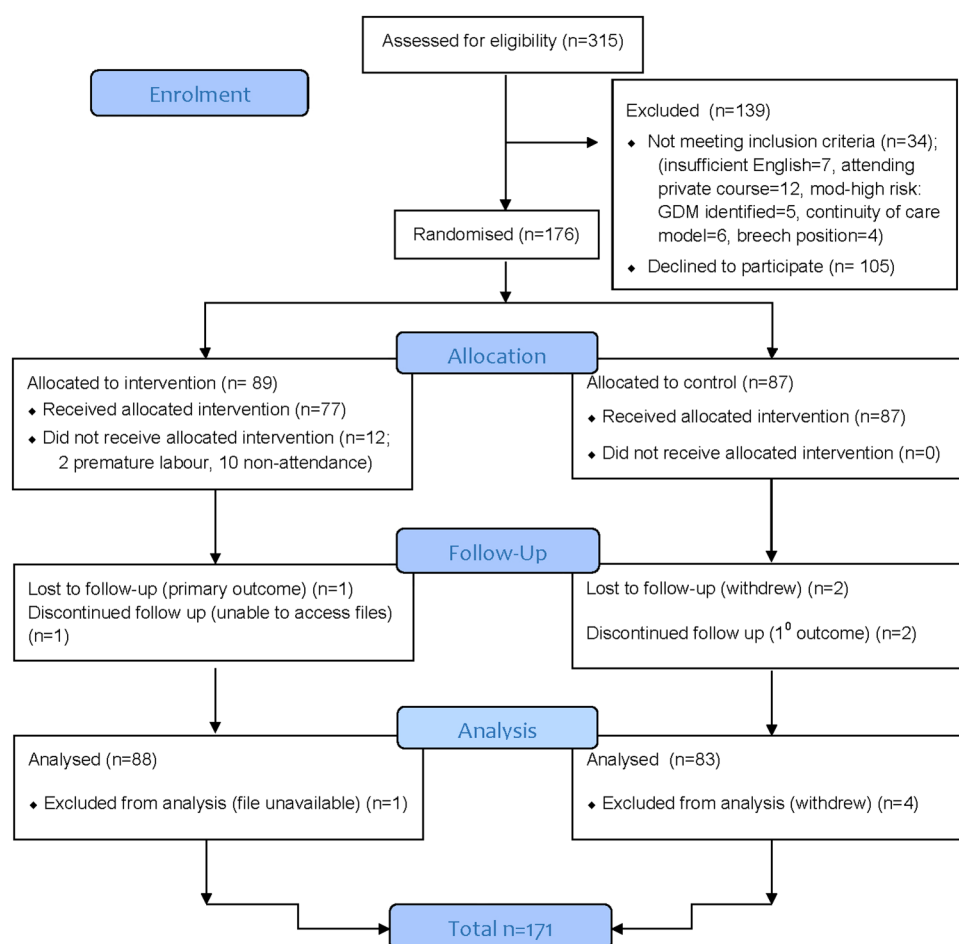 Assessed for eligibility (n=315)
Enrolment
Excluded (n=139)
♦ Not meeting inclusion criteria (n=34);
(insufficient English=7, attending
private course=12, mod-high risk:
GDM identified=5, continuity of care
model=6, breech position=4)
♦ Declined to participate (n= 105)
Randomised (n=176)
Allocation
Allocated to intervention (n= 89)
♦ Received allocated intervention (n=77)
♦ Did not receive allocated intervention (n=12;
2 premature labour, 10 non-attendance)
Allocated to control (n=87)
♦ Received allocated intervention (n=87)
♦ Did not receive allocated intervention (n=0)
Follow-Up
Lost to follow-up (primary outcome) (n=1)
Discontinued follow up (unable to access files)
(n=1)
Lost to follow-up (withdrew) (n=2)
Discontinued follow up (1⁰ outcome) (n=2)
Analysis
Analysed (n=88)
♦ Excluded from analysis (file unavailable) (n=1)
Analysed (n=83)
♦ Excluded from analysis (withdrew) (n=4)
Total n=171